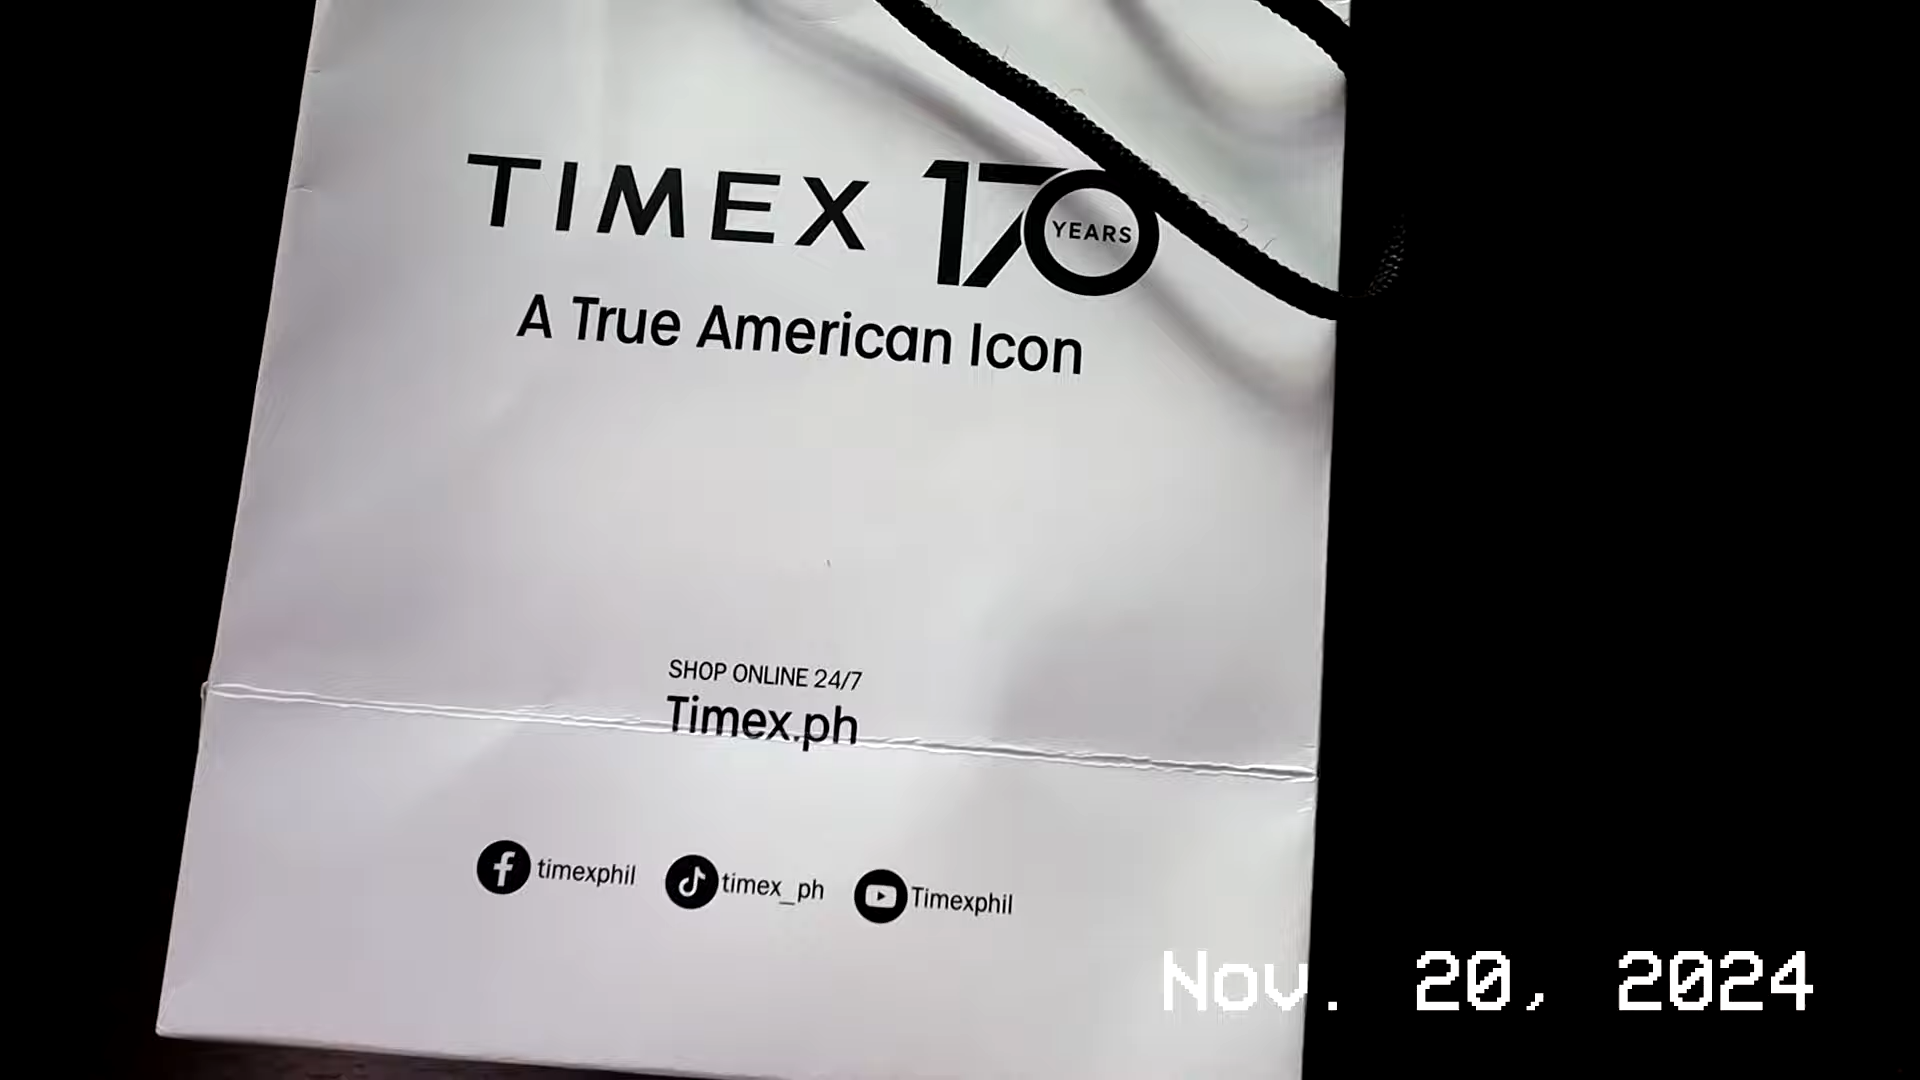 TIMEX 170 YEARS
A True American Icon
SHOP ONLINE 24/7
Timex.ph
timexphil timex_ph Timexphil
Nov. 20, 2024